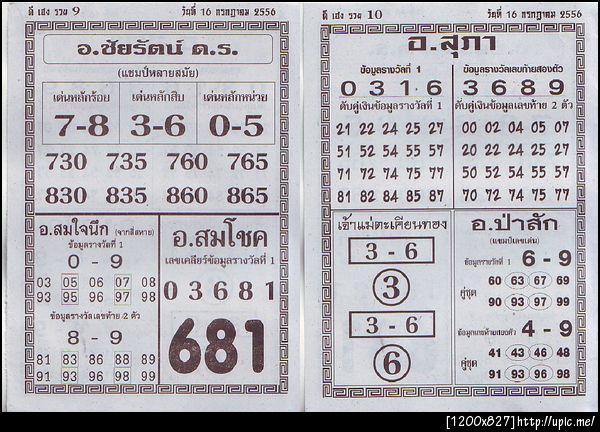 ดี เฮง รวย 9
วันที่ 16 กรกฎาคม 2556
อ.ชัยรัตน์ ด.ร.
(แชมป์หลายสมัย)
เด่นหลักร้อย เด่นหลักสิบ เด่นหลักหน่วย
7-8 3-6 0-5
730 735 760 765
830 835 860 865
อ.สมใจนึก (จากสี่สหาย)
ข้อมูลรางวัลที่ 1
0 - 9
03 05 06 07 08
93 95 96 97 98
ข้อมูลรางวัลเลขท้าย 2 ตัว
8 - 9
81 83 86 88 89
91 93 96 98 99
อ.สมโชค
เลขเคลียร์ข้อมูลรางวัลที่ 1
0 3 6 8 1
681
ดี เฮง รวย 10
วันที่ 16 กรกฎาคม 2556
อ.สุภา
ข้อมูลรางวัลที่ 1
0 3 1 6
ดับคู่เงินข้อมูลรางวัลที่ 1
21 22 24 25 27
51 52 54 55 57
61 62 64 65 67
81 82 84 85 87
ข้อมูลรางวัลเลขท้ายสองตัว
3 6 8 9
ดับคู่เงินข้อมูลเลขท้าย 2 ตัว
00 02 04 05 07
20 22 24 25 27
50 52 54 55 57
70 72 74 75 77
เจ้าแม่ตะเคียนทอง
3 - 6
3
3 - 6
6
อ.ป่าสัก
(แชมป์เลขเด่น)
ข้อมูลรางวัลที่ 1 6 - 9
คู่ชุด
60 63 67 69
90 93 97 99
ข้อมูลเลขท้ายสองตัว 4 - 9
คู่ชุด
41 43 46 48
91 93 96 98
[1200x827]http://upic.me/